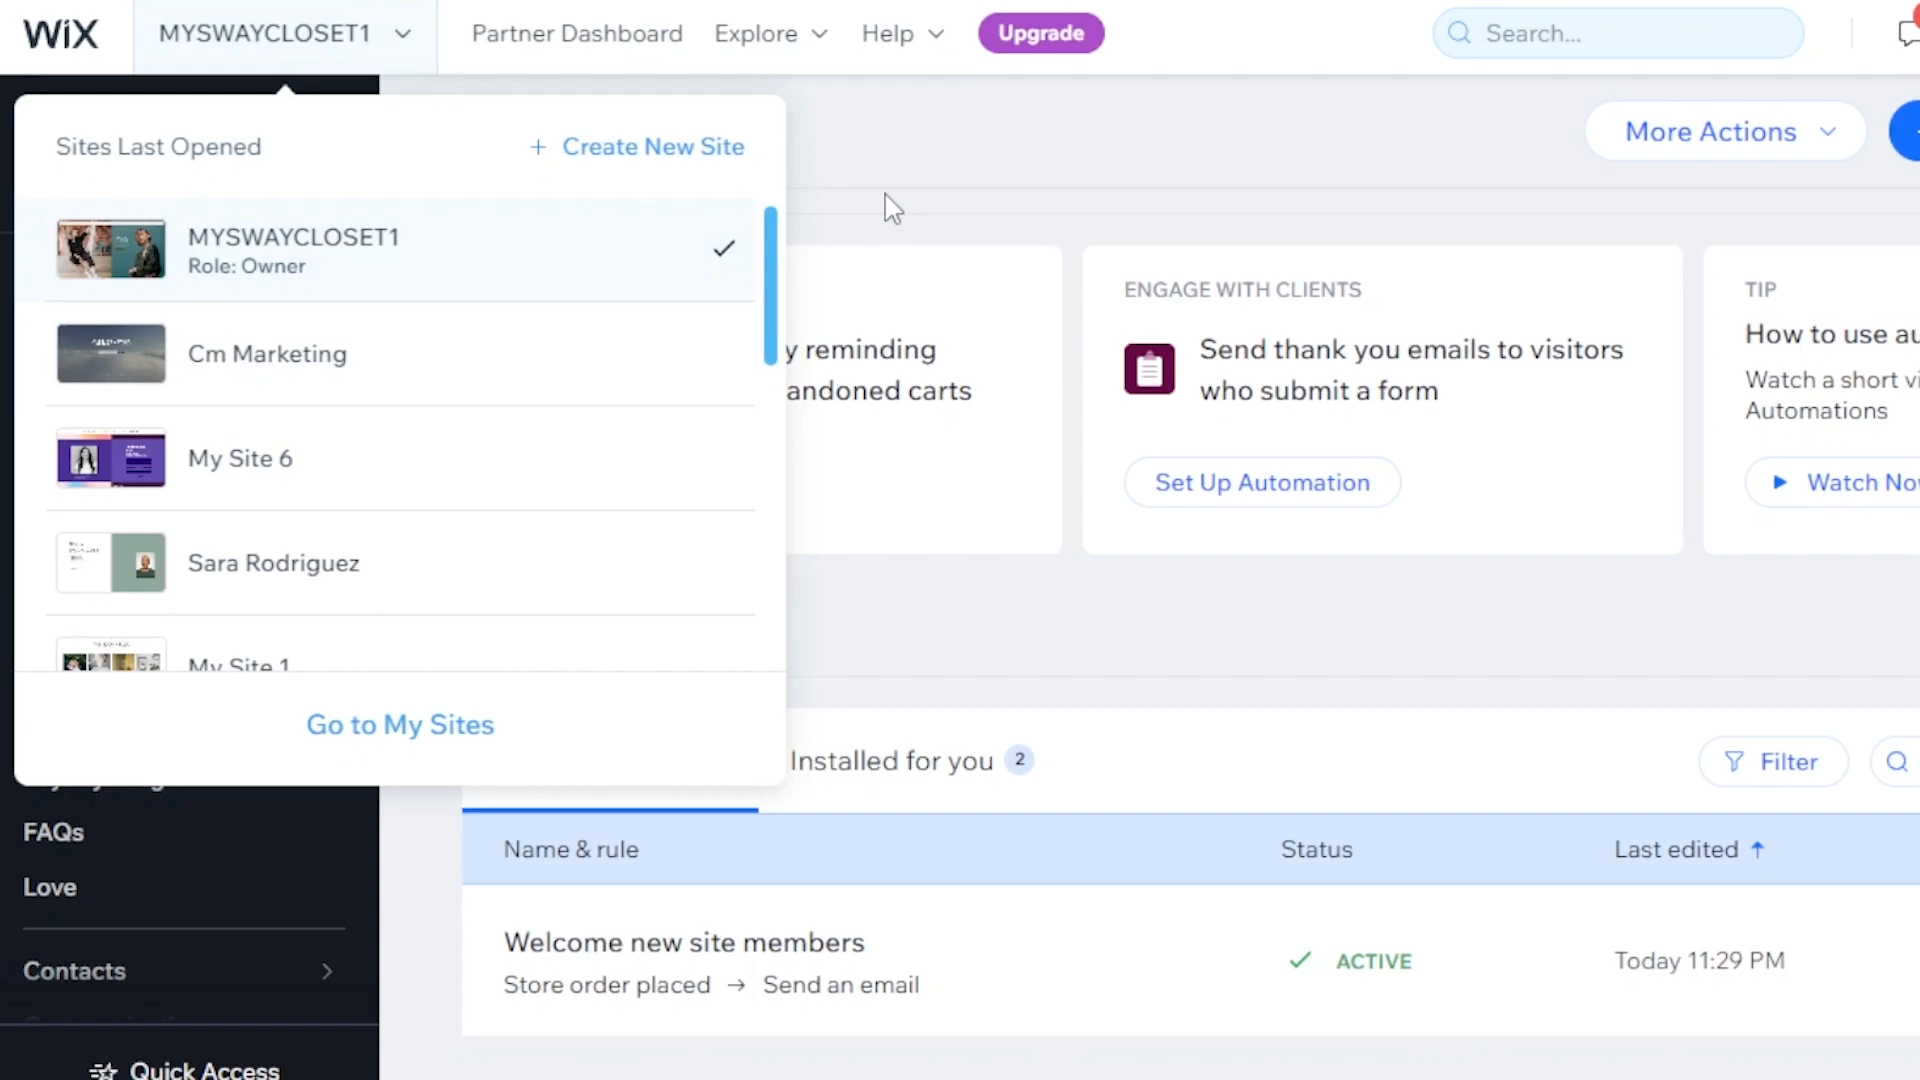 WiX
MYSWAYCLOSET1
Partner Dashboard
Explore
Help
Upgrade
Search...
Sites Last Opened
+ Create New Site
More Actions
MYSWAYCLOSET1
Role: Owner
Cm Marketing
My Site 6
Sara Rodriguez
My Site 1
Go to My Sites
y reminding
andoned carts
ENGAGE WITH CLIENTS
Send thank you emails to visitors
who submit a form
Set Up Automation
TIP
How to use au
Watch a short vi
Automations
Watch Now
Installed for you 2
Filter
FAQs
Love
Contacts
Quick Access
Name & rule
Status
Last edited ↑
Welcome new site members
Store order placed → Send an email
ACTIVE
Today 11:29 PM